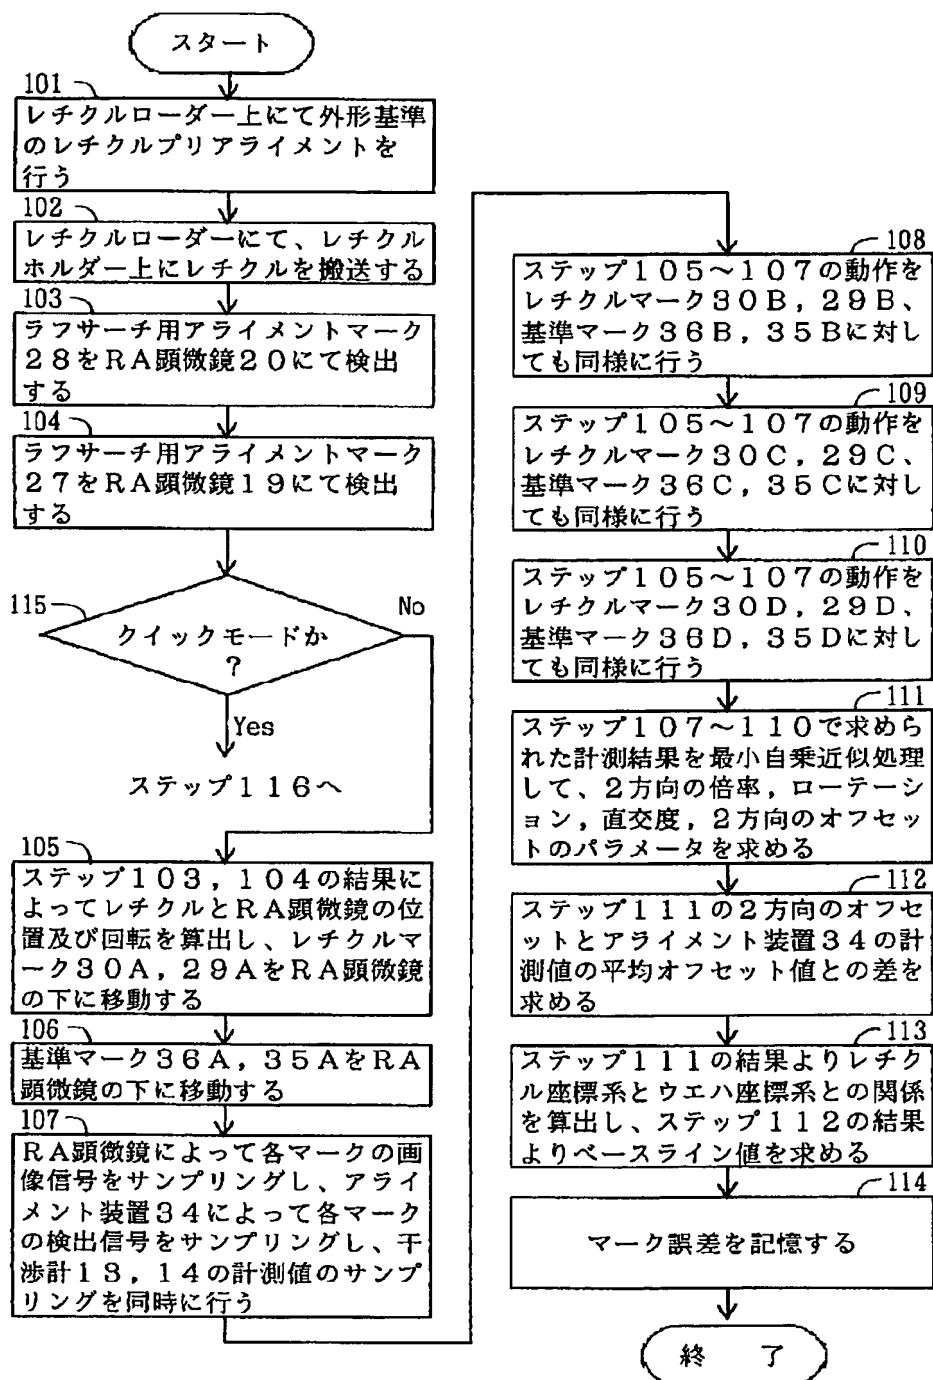 スタート
101
レチクルローダー上にて外形基準
のレチクルプリアライメントを
行う
102
レチクルローダーにて、レチクル
ホルダー上にレチクルを搬送する
103
ラフサーチ用アライメントマーク
28をRA顕微鏡20にて検出
する
104
ラフサーチ用アライメントマーク
27をRA顕微鏡19にて検出
する
115
クイックモードか
?
No
Yes
ステップ116へ
105
ステップ103,104の結果に
よってレチクルとRA顕微鏡の位
置及び回転を算出し、レチクルマ
ーク30A,29AをRA顕微鏡
の下に移動する
106
基準マーク36A,35AをRA
顕微鏡の下に移動する
107
RA顕微鏡によって各マークの画
像信号をサンプリングし、アライ
メント装置34によって各マーク
の検出信号をサンプリングし、干
渉計13,14の計測値のサンプ
リングを同時に行う
108
ステップ105~107の動作を
レチクルマーク30B,29B、
基準マーク36B,35Bに対し
ても同様に行う
109
ステップ105~107の動作を
レチクルマーク30C,29C、
基準マーク36C,35Cに対し
ても同様に行う
110
ステップ105~107の動作を
レチクルマーク30D,29D、
基準マーク36D,35Dに対し
ても同様に行う
111
ステップ107~110で求めら
れた計測結果を最小自乗近似処理
して、2方向の倍率,ローテーシ
ョン,直交度,2方向のオフセッ
トのパラメータを求める
112
ステップ111の2方向のオフセ
ットとアライメント装置34の計
測値の平均オフセット値との差を
求める
113
ステップ111の結果よりレチク
ル座標系とウエハ座標系との関係
を算出し、ステップ112の結果
よりベースライン値を求める
114
マーク誤差を記憶する
終 了